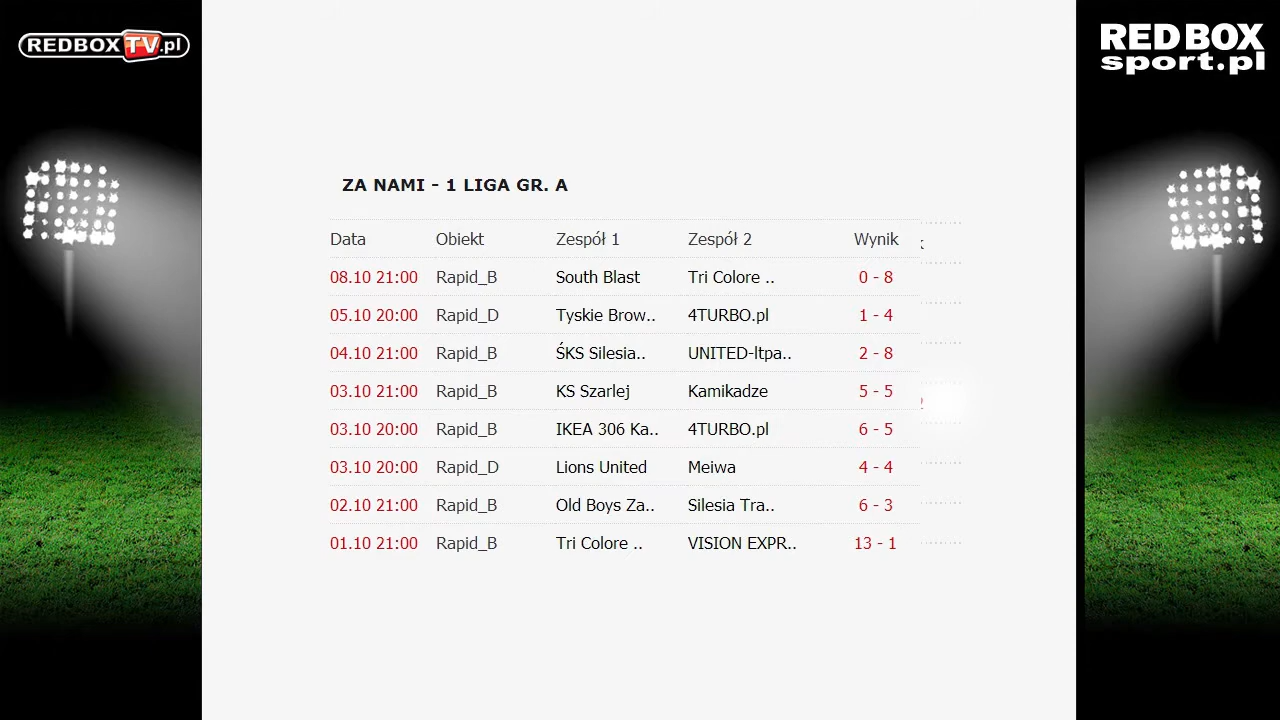 REDBOXTV.pl
RED BOX
sport.pl
ZA NAMI - 1 LIGA GR. A
Data Obiekt Zespół 1 Zespół 2 Wynik
08.10 21:00 Rapid_B South Blast Tri Colore .. 0 - 8
05.10 20:00 Rapid_D Tyskie Brow.. 4TURBO.pl 1 - 4
04.10 21:00 Rapid_B ŚKS Silesia.. UNITED-ltpa.. 2 - 8
03.10 21:00 Rapid_B KS Szarlej Kamikadze 5 - 5
03.10 20:00 Rapid_B IKEA 306 Ka.. 4TURBO.pl 6 - 5
03.10 20:00 Rapid_D Lions United Meiwa 4 - 4
02.10 21:00 Rapid_B Old Boys Za.. Silesia Tra.. 6 - 3
01.10 21:00 Rapid_B Tri Colore .. VISION EXPR.. 13 - 1